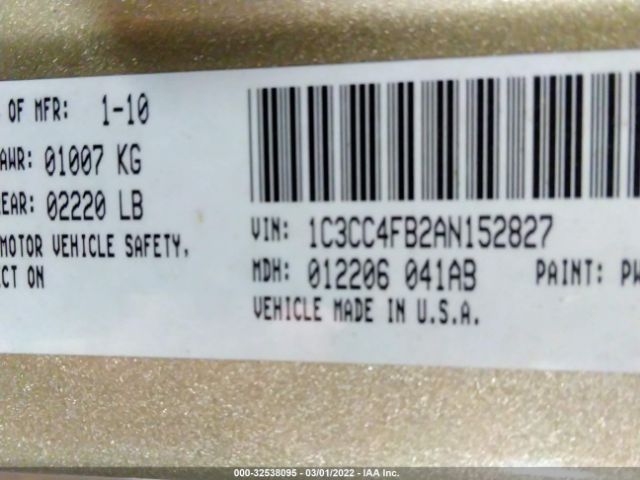 OF MFR: 1-10
AWR: 01007 KG
EAR: 02220 LB
MOTOR VEHICLE SAFETY,
ECT ON
VIN: 1C3CC4FB2AN152827
MDH: 012206 041AB PAINT: PW
VEHICLE MADE IN U.S.A.
000-32538095 - 03/01/2022 - IAA Inc.